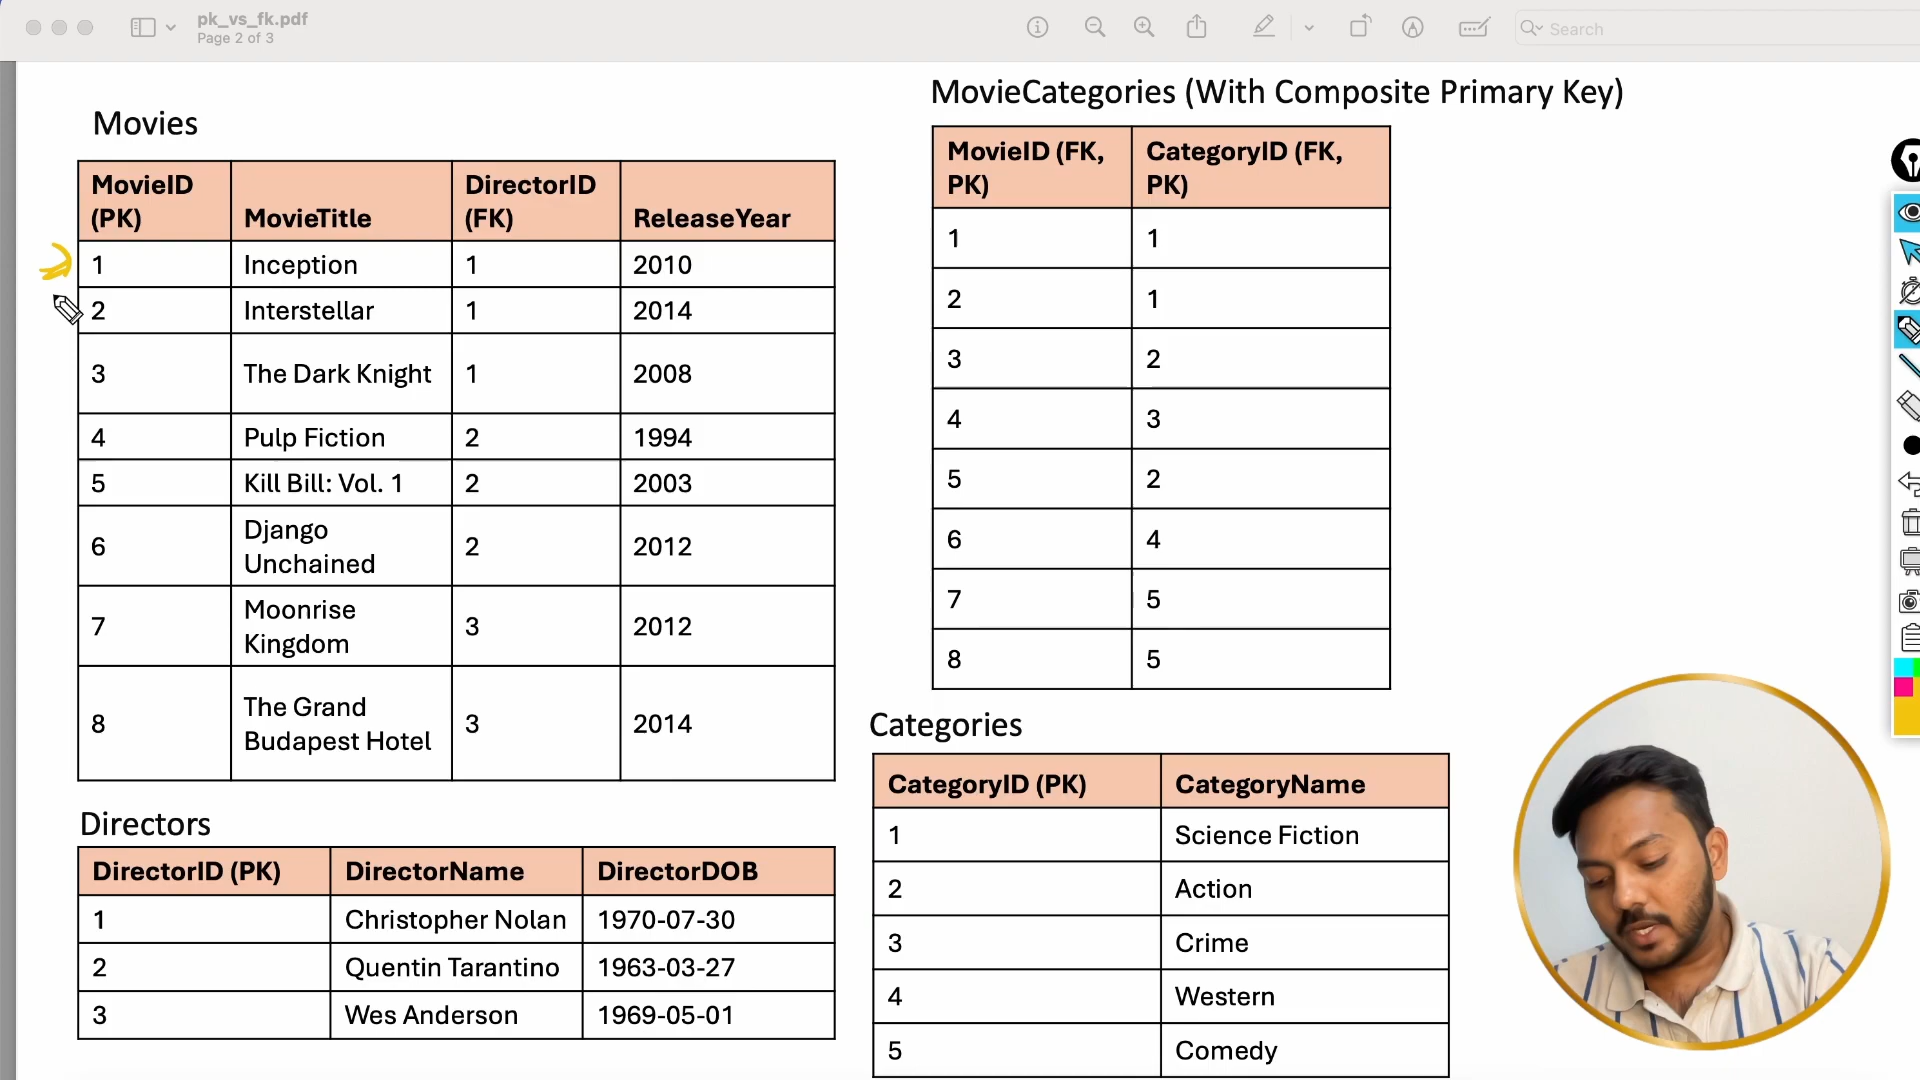 pk_vs_fk.pdf
Page 2 of 3
Search
Movies
MovieID (PK) MovieTitle DirectorID (FK) ReleaseYear
1 Inception 1 2010
2 Interstellar 1 2014
3 The Dark Knight 1 2008
4 Pulp Fiction 2 1994
5 Kill Bill: Vol. 1 2 2003
6 Django Unchained 2 2012
7 Moonrise Kingdom 3 2012
8 The Grand Budapest Hotel 3 2014
Directors
DirectorID (PK) DirectorName DirectorDOB
1 Christopher Nolan 1970-07-30
2 Quentin Tarantino 1963-03-27
3 Wes Anderson 1969-05-01
MovieCategories (With Composite Primary Key)
MovieID (FK, PK) CategoryID (FK, PK)
1 1
2 1
3 2
4 3
5 2
6 4
7 5
8 5
Categories
CategoryID (PK) CategoryName
1 Science Fiction
2 Action
3 Crime
4 Western
5 Comedy